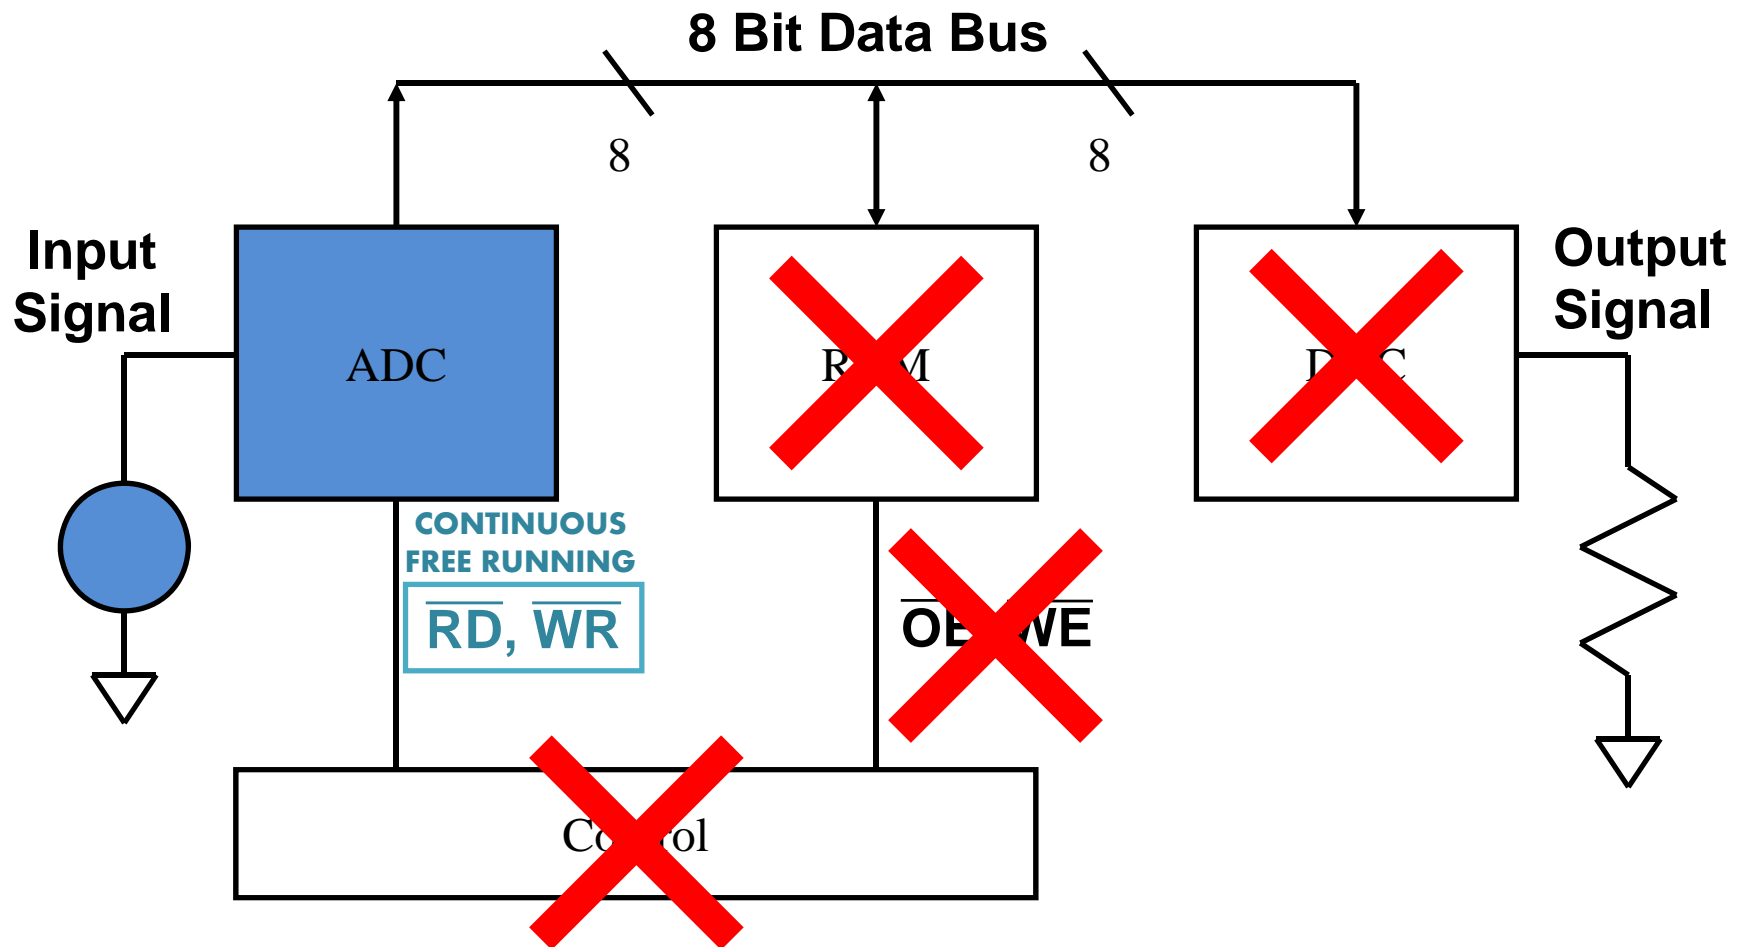 8 Bit Data Bus
8
8
Input
Signal
Output
Signal
ADC
CONTINUOUS
FREE RUNNING
RD, WR